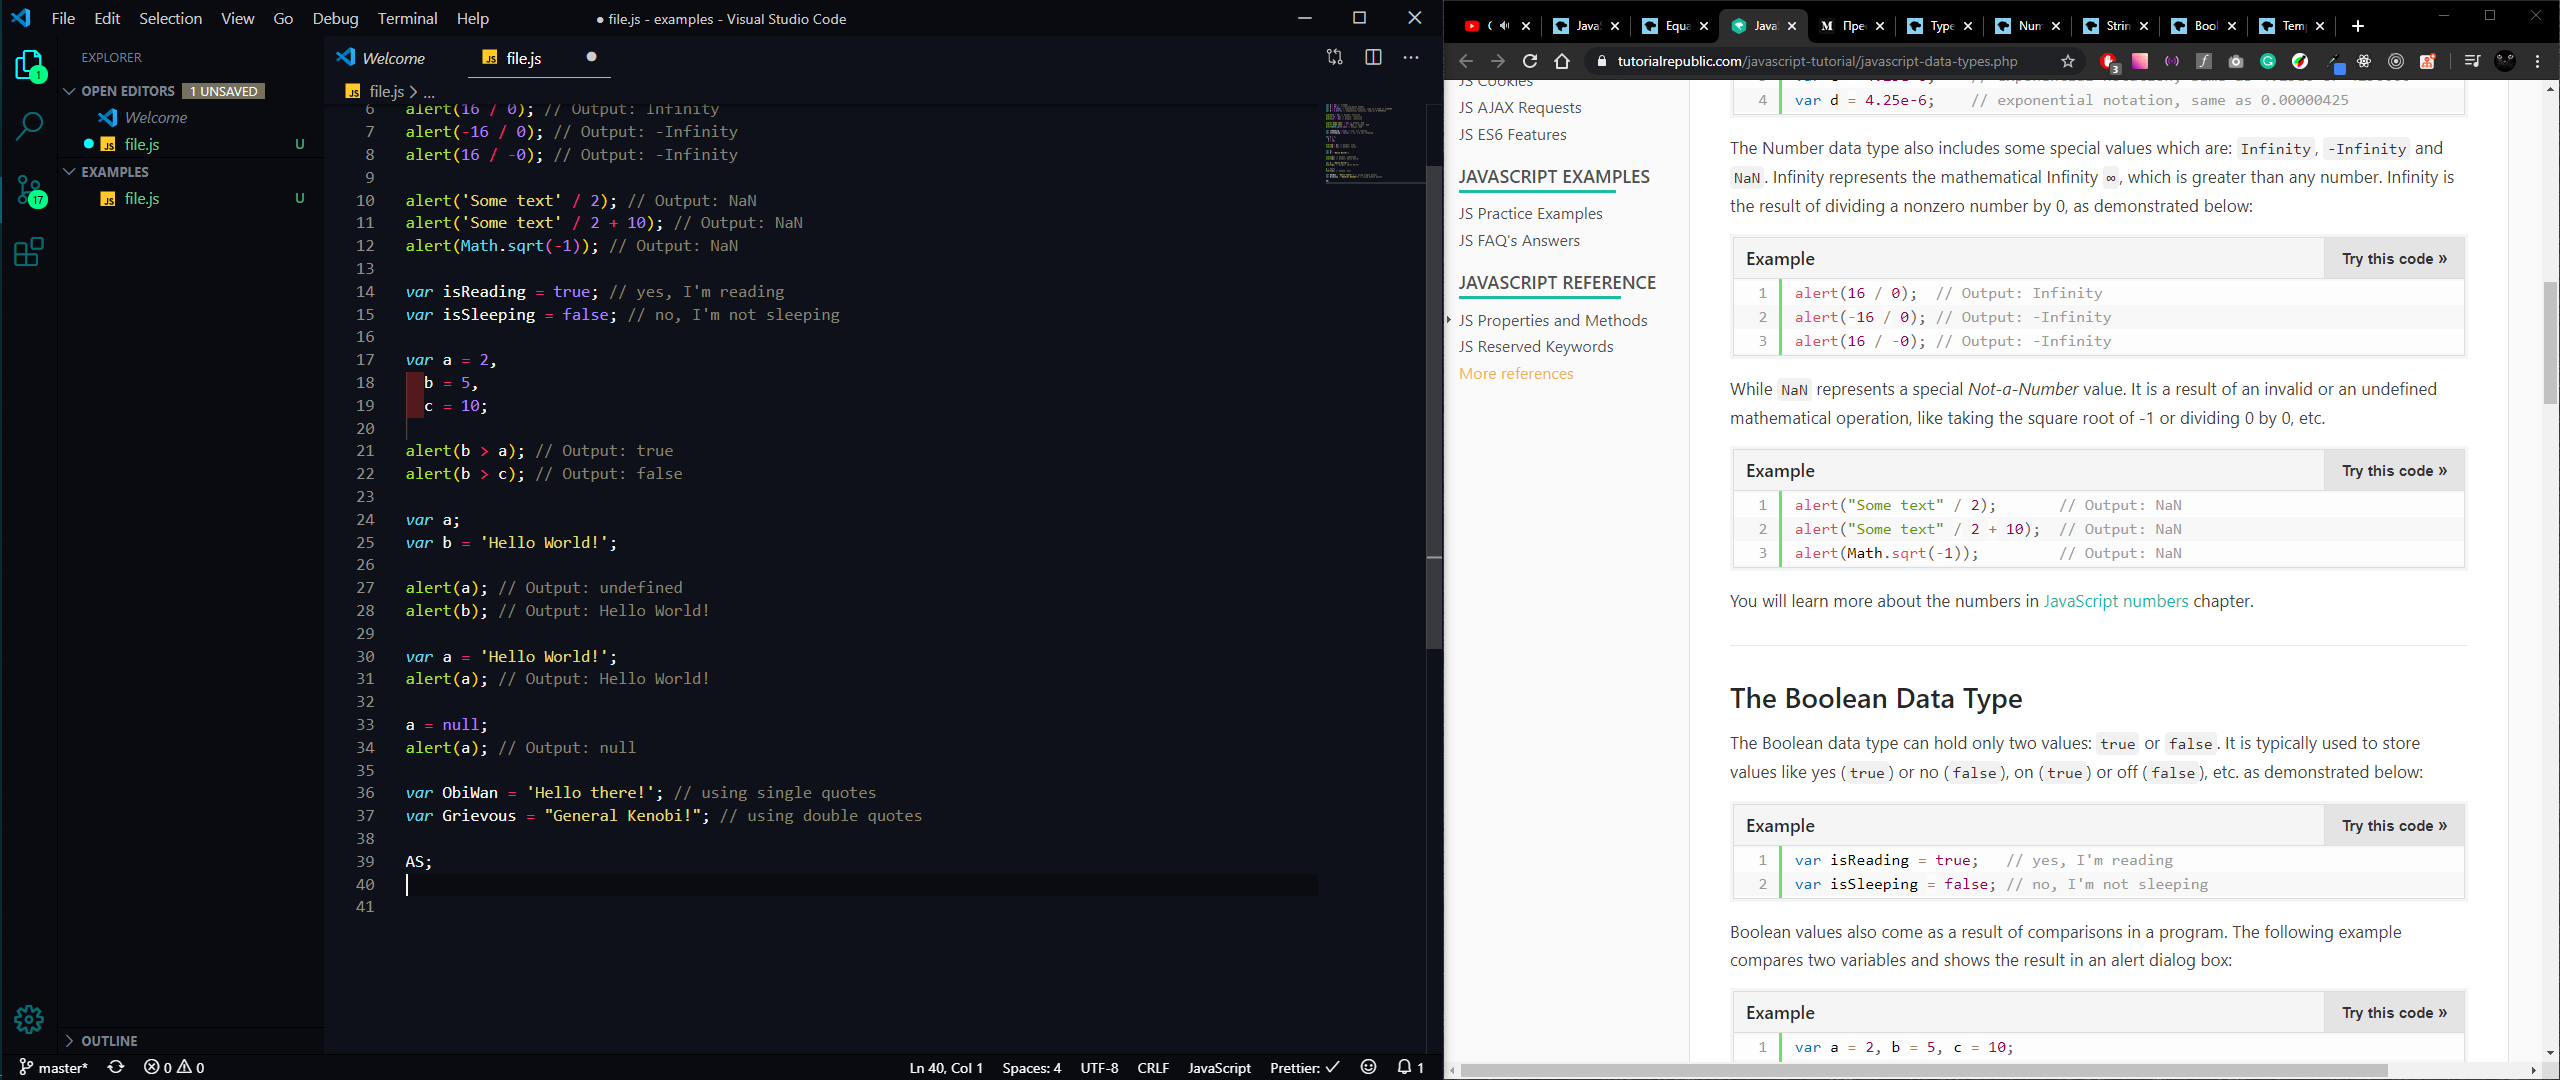 File Edit Selection View Go Debug Terminal Help
● file.js - examples - Visual Studio Code
EXPLORER
OPEN EDITORS 1 UNSAVED
Welcome
file.js U
EXAMPLES
file.js U
OUTLINE
1
17
Welcome
file.js
file.js > ...
6 alert(16 / 0); // Output: Infinity
7 alert(-16 / 0); // Output: -Infinity
8 alert(16 / -0); // Output: -Infinity
9
10 alert('Some text' / 2); // Output: NaN
11 alert('Some text' / 2 + 10); // Output: NaN
12 alert(Math.sqrt(-1)); // Output: NaN
13
14 var isReading = true; // yes, I'm reading
15 var isSleeping = false; // no, I'm not sleeping
16
17 var a = 2,
18 b = 5,
19 c = 10;
20
21 alert(b > a); // Output: true
22 alert(b > c); // Output: false
23
24 var a;
25 var b = 'Hello World!';
26
27 alert(a); // Output: undefined
28 alert(b); // Output: Hello World!
29
30 var a = 'Hello World!';
31 alert(a); // Output: Hello World!
32
33 a = null;
34 alert(a); // Output: null
35
36 var ObiWan = 'Hello there!'; // using single quotes
37 var Grievous = "General Kenobi!"; // using double quotes
38
39 AS;
40
41
master* 0 0
Ln 40, Col 1 Spaces: 4 UTF-8 CRLF JavaScript Prettier: ✓ 1
Java Equa Java Пре Type Num Strin Bool Tem
tutorialrepublic.com/javascript-tutorial/javascript-data-types.php
3
JS Cookies
JS AJAX Requests
JS ES6 Features
JAVASCRIPT EXAMPLES
JS Practice Examples
JS FAQ's Answers
JAVASCRIPT REFERENCE
JS Properties and Methods
JS Reserved Keywords
More references
4 var d = 4.25e-6; // exponential notation, same as 0.00000425
The Number data type also includes some special values which are: Infinity, -Infinity and
NaN. Infinity represents the mathematical Infinity ∞, which is greater than any number. Infinity is
the result of dividing a nonzero number by 0, as demonstrated below:
Example Try this code »
1 alert(16 / 0); // Output: Infinity
2 alert(-16 / 0); // Output: -Infinity
3 alert(16 / -0); // Output: -Infinity
While NaN represents a special Not-a-Number value. It is a result of an invalid or an undefined
mathematical operation, like taking the square root of -1 or dividing 0 by 0, etc.
Example Try this code »
1 alert("Some text" / 2); // Output: NaN
2 alert("Some text" / 2 + 10); // Output: NaN
3 alert(Math.sqrt(-1)); // Output: NaN
You will learn more about the numbers in JavaScript numbers chapter.
The Boolean Data Type
The Boolean data type can hold only two values: true or false. It is typically used to store
values like yes (true) or no (false), on (true) or off (false), etc. as demonstrated below:
Example Try this code »
1 var isReading = true; // yes, I'm reading
2 var isSleeping = false; // no, I'm not sleeping
Boolean values also come as a result of comparisons in a program. The following example
compares two variables and shows the result in an alert dialog box:
Example Try this code »
1 var a = 2, b = 5, c = 10;